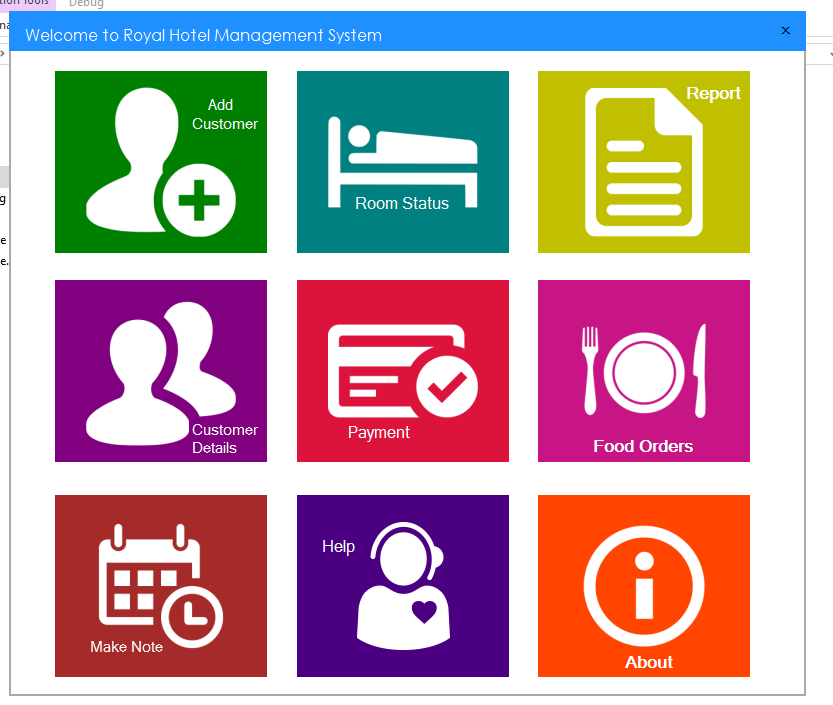 Debug
Welcome to Royal Hotel Management System
x
Add
Customer
Room Status
Report
Customer
Details
Payment
Food Orders
Make Note
Help
About